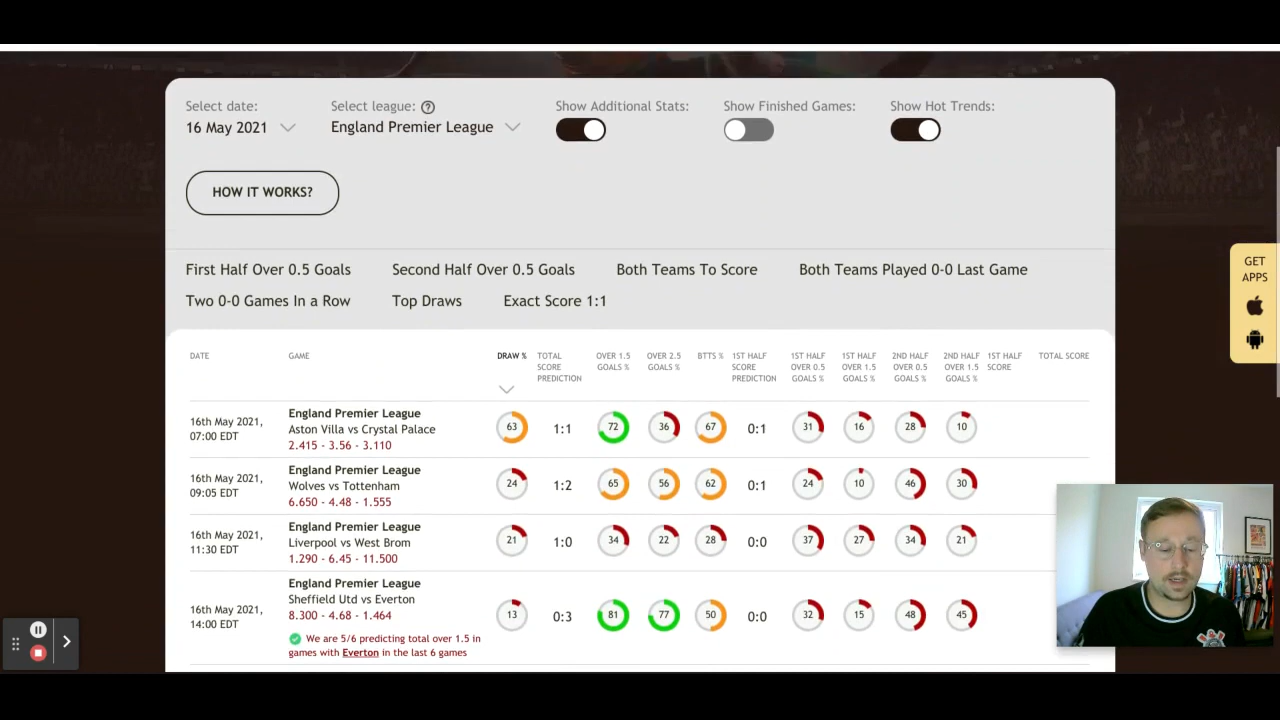 Select date:
16 May 2021
Select league: ?
England Premier League
Show Additional Stats:
Show Finished Games:
Show Hot Trends:
HOW IT WORKS?
First Half Over 0.5 Goals
Second Half Over 0.5 Goals
Both Teams To Score
Both Teams Played 0-0 Last Game
Two 0-0 Games In a Row
Top Draws
Exact Score 1:1
GET
APPS
DATE
GAME
DRAW %
TOTAL
SCORE
PREDICTION
OVER 1.5
GOALS %
OVER 2.5
GOALS %
BTTS %
1ST HALF
SCORE
PREDICTION
1ST HALF
OVER 0.5
GOALS %
1ST HALF
OVER 1.5
GOALS %
2ND HALF
OVER 0.5
GOALS %
2ND HALF
OVER 1.5
GOALS %
1ST HALF
SCORE
TOTAL SCORE
16th May 2021,
07:00 EDT
England Premier League
Aston Villa vs Crystal Palace
2.415 - 3.56 - 3.110
63 1:1 72 36 67 0:1 31 16 28 10
16th May 2021,
09:05 EDT
England Premier League
Wolves vs Tottenham
6.650 - 4.48 - 1.555
24 1:2 65 56 62 0:1 24 10 46 30
16th May 2021,
11:30 EDT
England Premier League
Liverpool vs West Brom
1.290 - 6.45 - 11.500
21 1:0 34 22 28 0:0 37 27 34 21
16th May 2021,
14:00 EDT
England Premier League
Sheffield Utd vs Everton
8.300 - 4.68 - 1.464
We are 5/6 predicting total over 1.5 in
games with Everton in the last 6 games
13 0:3 81 77 50 0:0 32 15 48 45